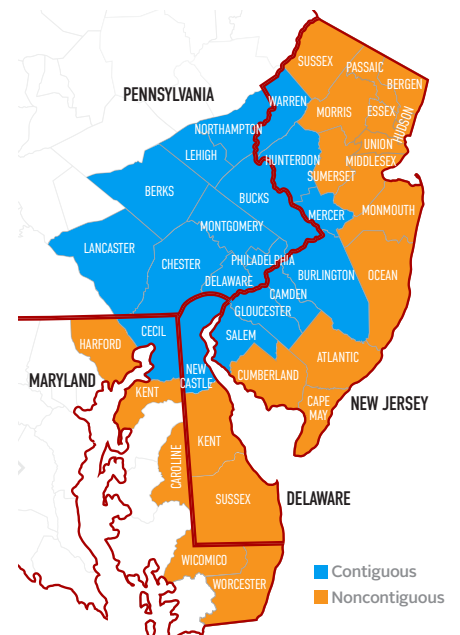 SUSSEX
PASSAIC
BERGEN
PENNSYLVANIA
WARREN
MORRIS
ESSEX
HUDSON
NORTHAMPTON
UNION
LEHIGH
HUNTERDON
MIDDLESEX
SOMERSET
BERKS
BUCKS
MERCER
MONMOUTH
MONTGOMERY
LANCASTER
CHESTER
PHILADELPHIA
OCEAN
DELAWARE
BURLINGTON
CAMDEN
GLOUCESTER
CECIL
SALEM
HARFORD
ATLANTIC
MARYLAND
NEW
CASTLE
CUMBERLAND
KENT
CAPE
MAY
NEW JERSEY
KENT
CAROLINE
SUSSEX
DELAWARE
WICOMICO
WORCESTER
Contiguous
Noncontiguous